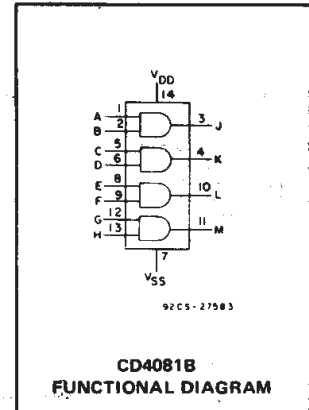 VDD
14
A 1 3 J
B 2
C 5 4 K
D 6
E 8 10 L
F 9
G 12 11 M
H 13
7
VSS
92CS-27583
CD4081B
FUNCTIONAL DIAGRAM